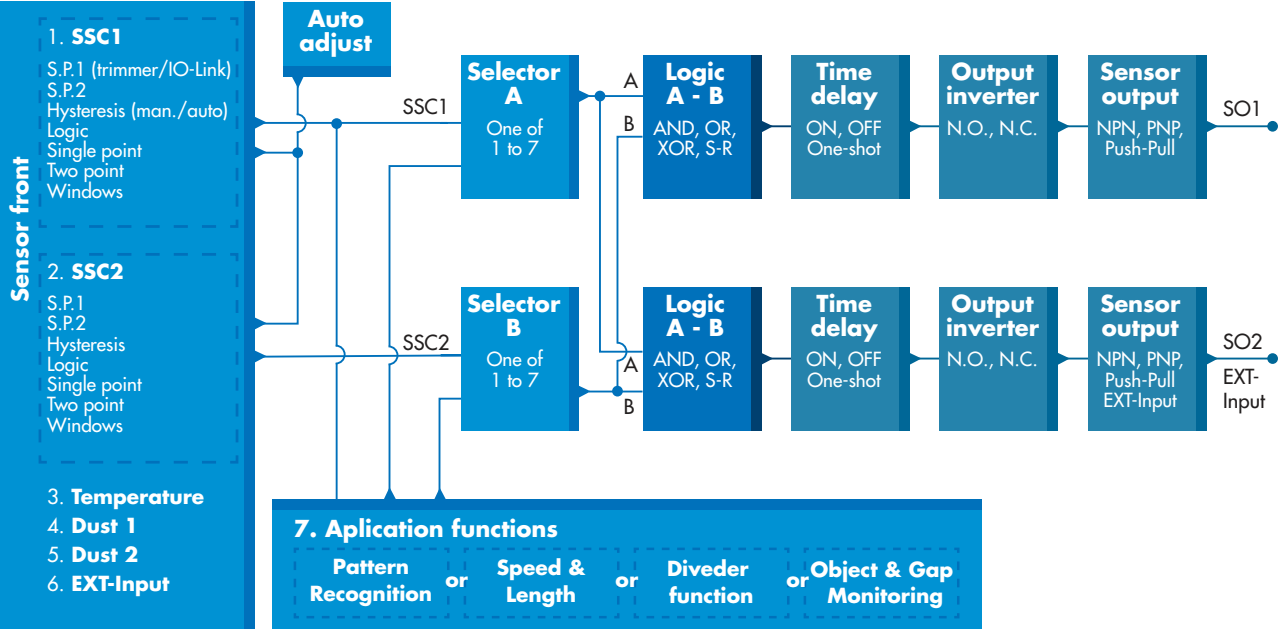 Sensor front
1. SSC1
S.P.1 (trimmer/IO-Link)
S.P.2
Hysteresis (man./auto)
Logic
Single point
Two point
Windows
2. SSC2
S.P.1
S.P.2
Hysteresis
Logic
Single point
Two point
Windows
3. Temperature
4. Dust 1
5. Dust 2
6. EXT-Input
Auto
adjust
SSC1
Selector
A
One of
1 to 7
A
B
Logic
A - B
AND, OR,
XOR, S-R
Time
delay
ON, OFF
One-shot
Output
inverter
N.O., N.C.
Sensor
output
NPN, PNP,
Push-Pull
SO1
SSC2
Selector
B
One of
1 to 7
A
B
Logic
A - B
AND, OR,
XOR, S-R
Time
delay
ON, OFF
One-shot
Output
inverter
N.O., N.C.
Sensor
output
NPN, PNP,
Push-Pull
EXT-Input
SO2
EXT-
Input
7. Aplication functions
Pattern
Recognition
or
Speed &
Length
or
Diveder
function
or
Object & Gap
Monitoring